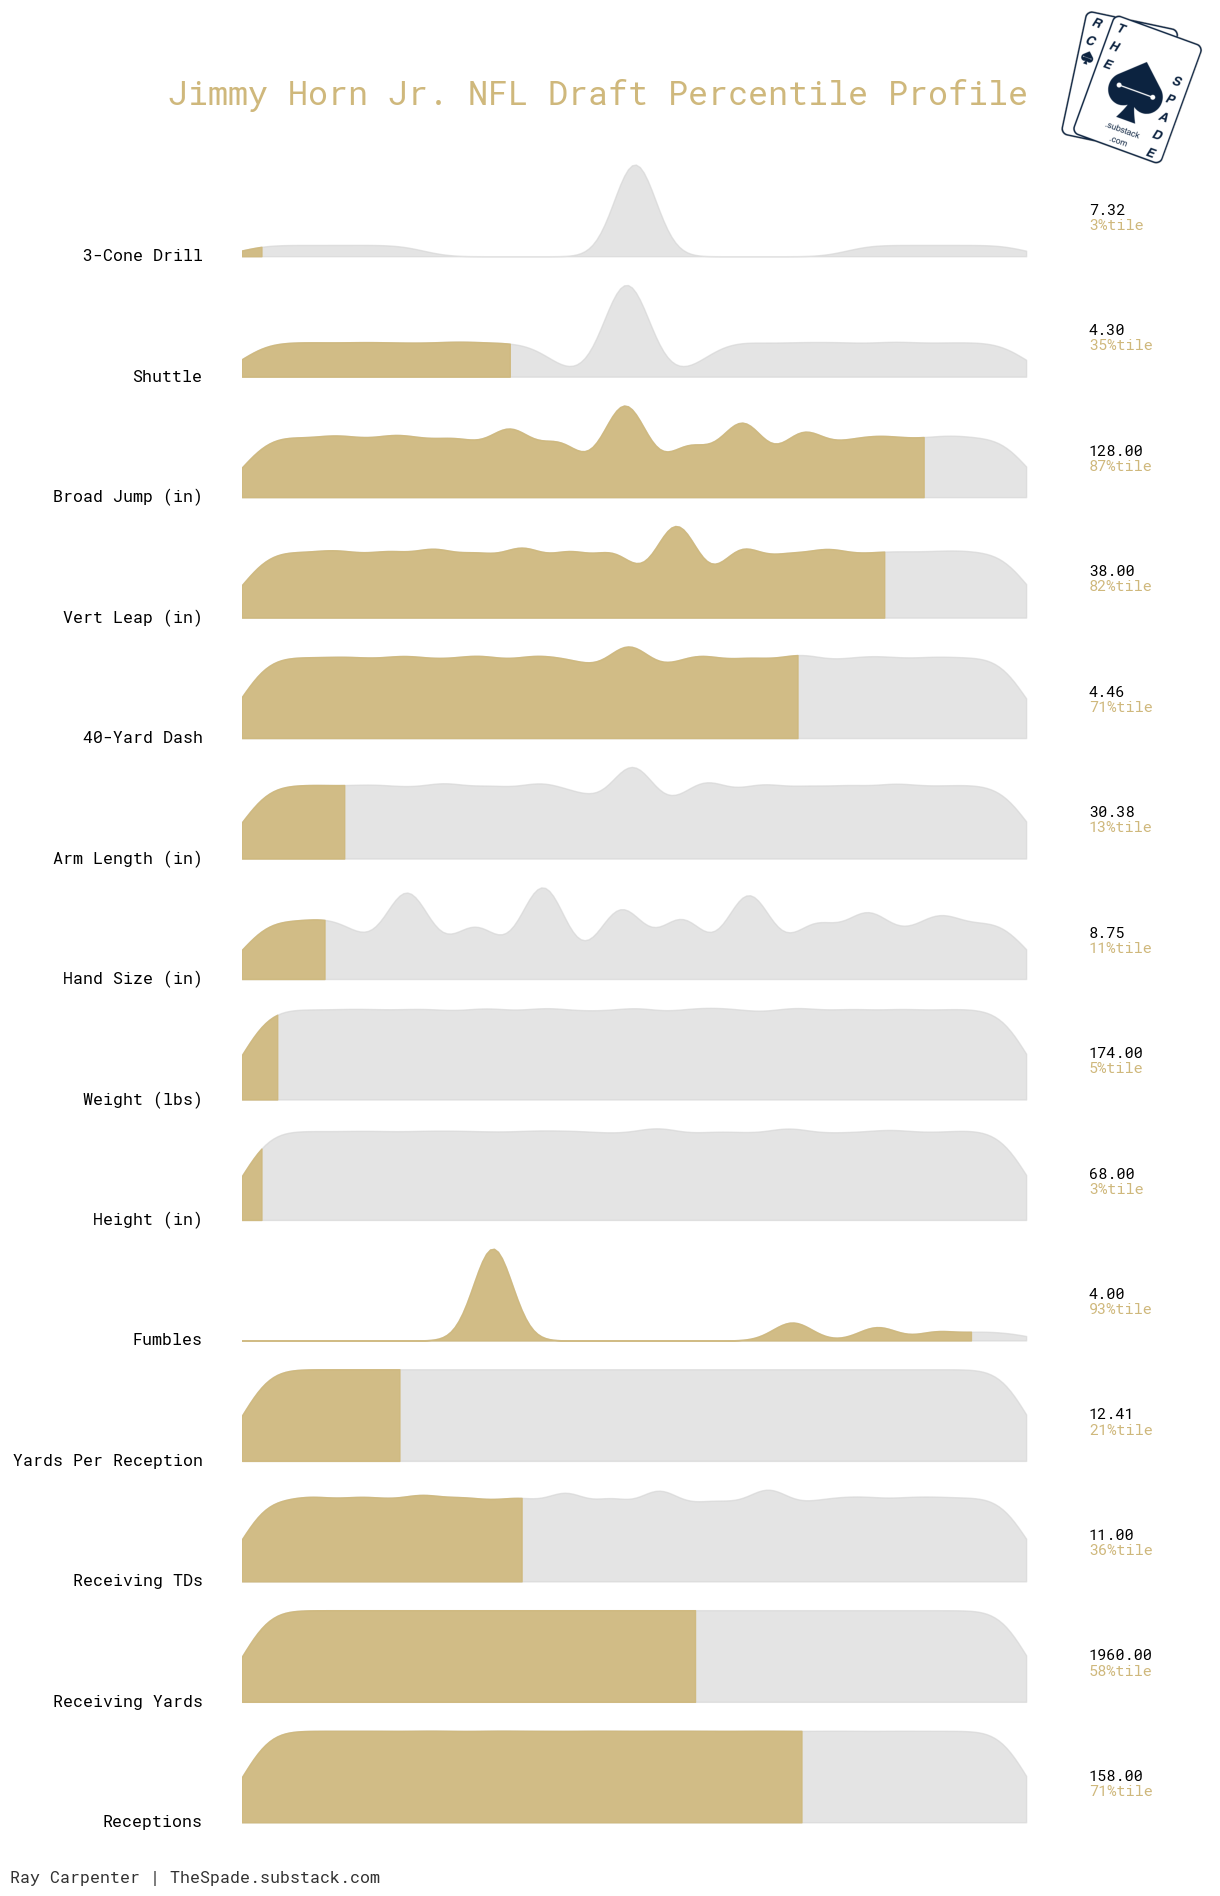 R
C
THE
SPADE
.substack
.com
Jimmy Horn Jr. NFL Draft Percentile Profile
3-Cone Drill
7.32
3%tile
Shuttle
4.30
35%tile
Broad Jump (in)
128.00
87%tile
Vert Leap (in)
38.00
82%tile
40-Yard Dash
4.46
71%tile
Arm Length (in)
30.38
13%tile
Hand Size (in)
8.75
11%tile
Weight (lbs)
174.00
5%tile
Height (in)
68.00
3%tile
Fumbles
4.00
93%tile
Yards Per Reception
12.41
21%tile
Receiving TDs
11.00
36%tile
Receiving Yards
1960.00
58%tile
Receptions
158.00
71%tile
Ray Carpenter | TheSpade.substack.com